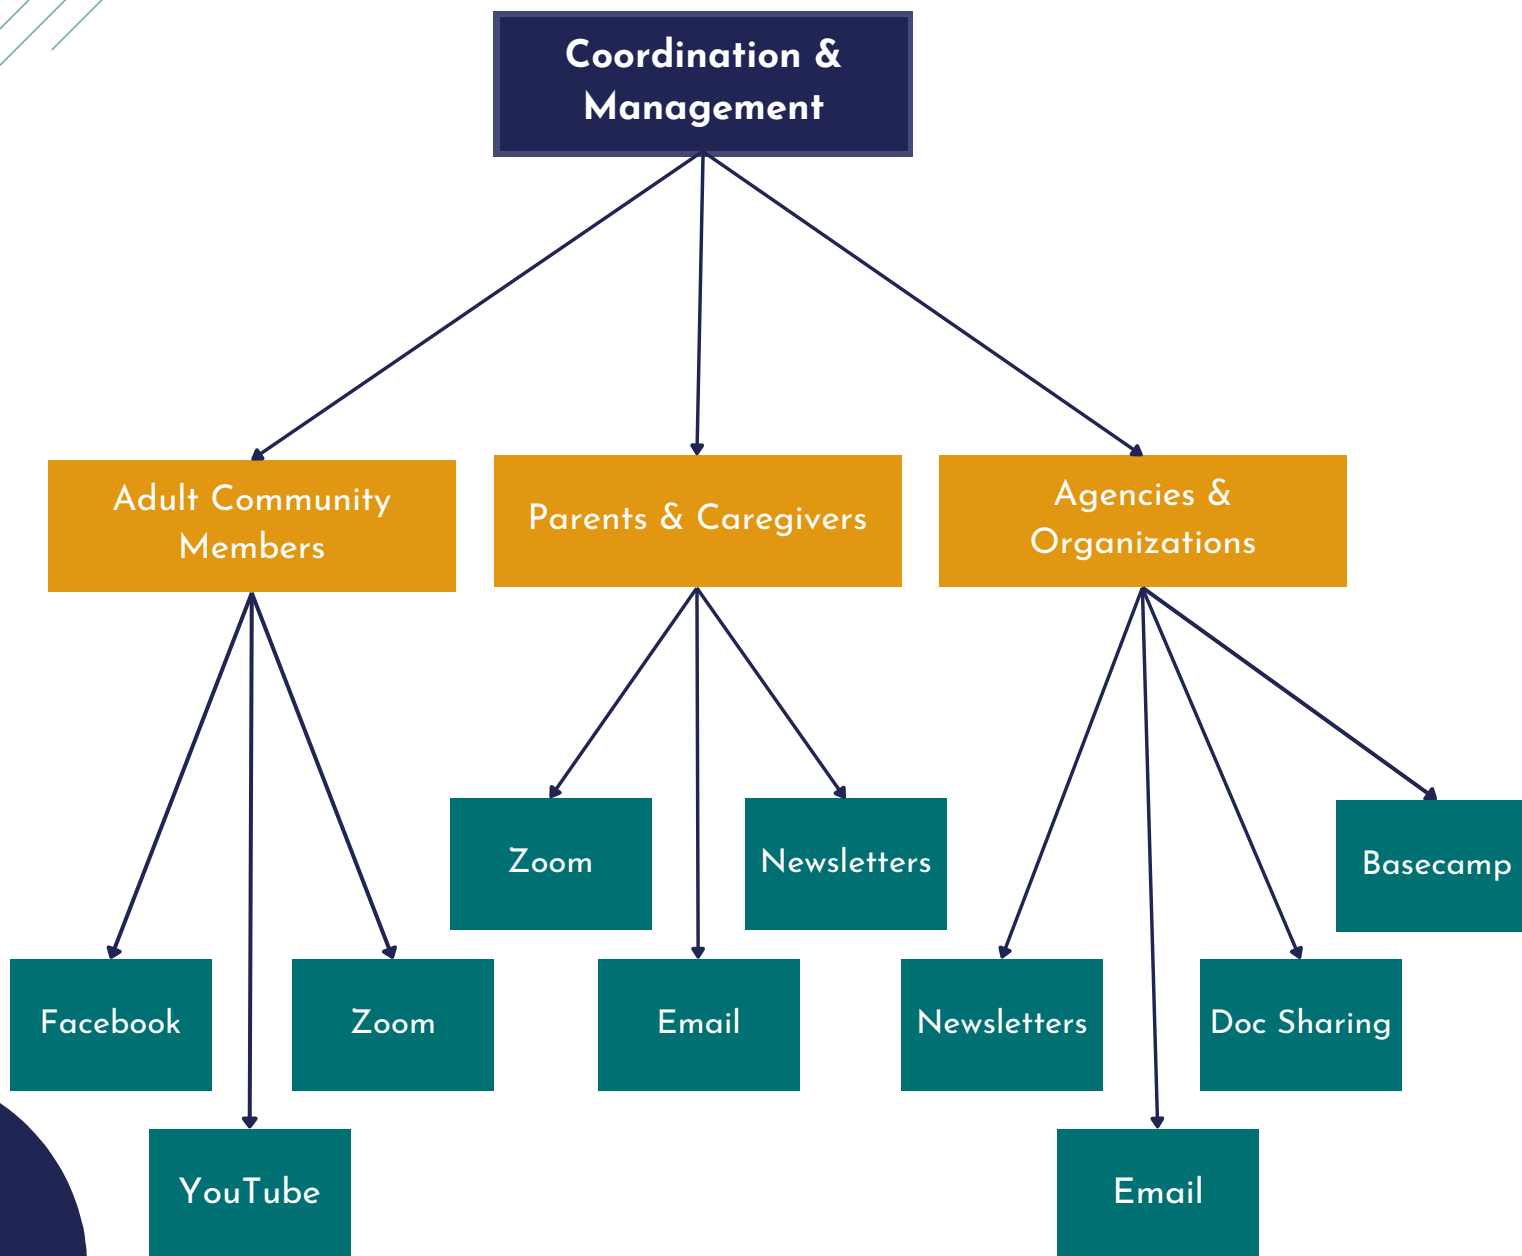 Coordination &
Management
Adult Community
Members
Parents & Caregivers
Agencies &
Organizations
Zoom
Newsletters
Basecamp
Facebook
Zoom
Email
Newsletters
Doc Sharing
YouTube
Email